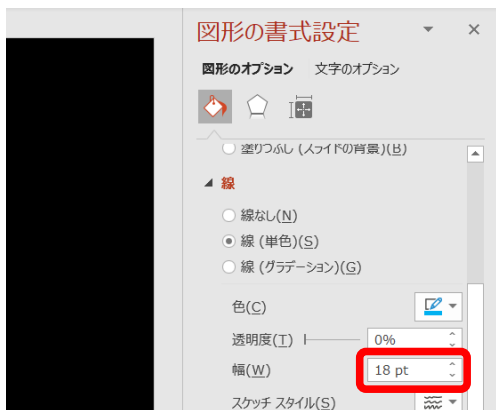 図形の書式設定
図形のオプション 文字のオプション
塗りつぶし (スライドの背景)(B)
線
線なし(N)
線 (単色)(S)
線 (グラデーション)(G)
色(C)
透明度(T) 0%
幅(W) 18 pt
スケッチ スタイル(S)